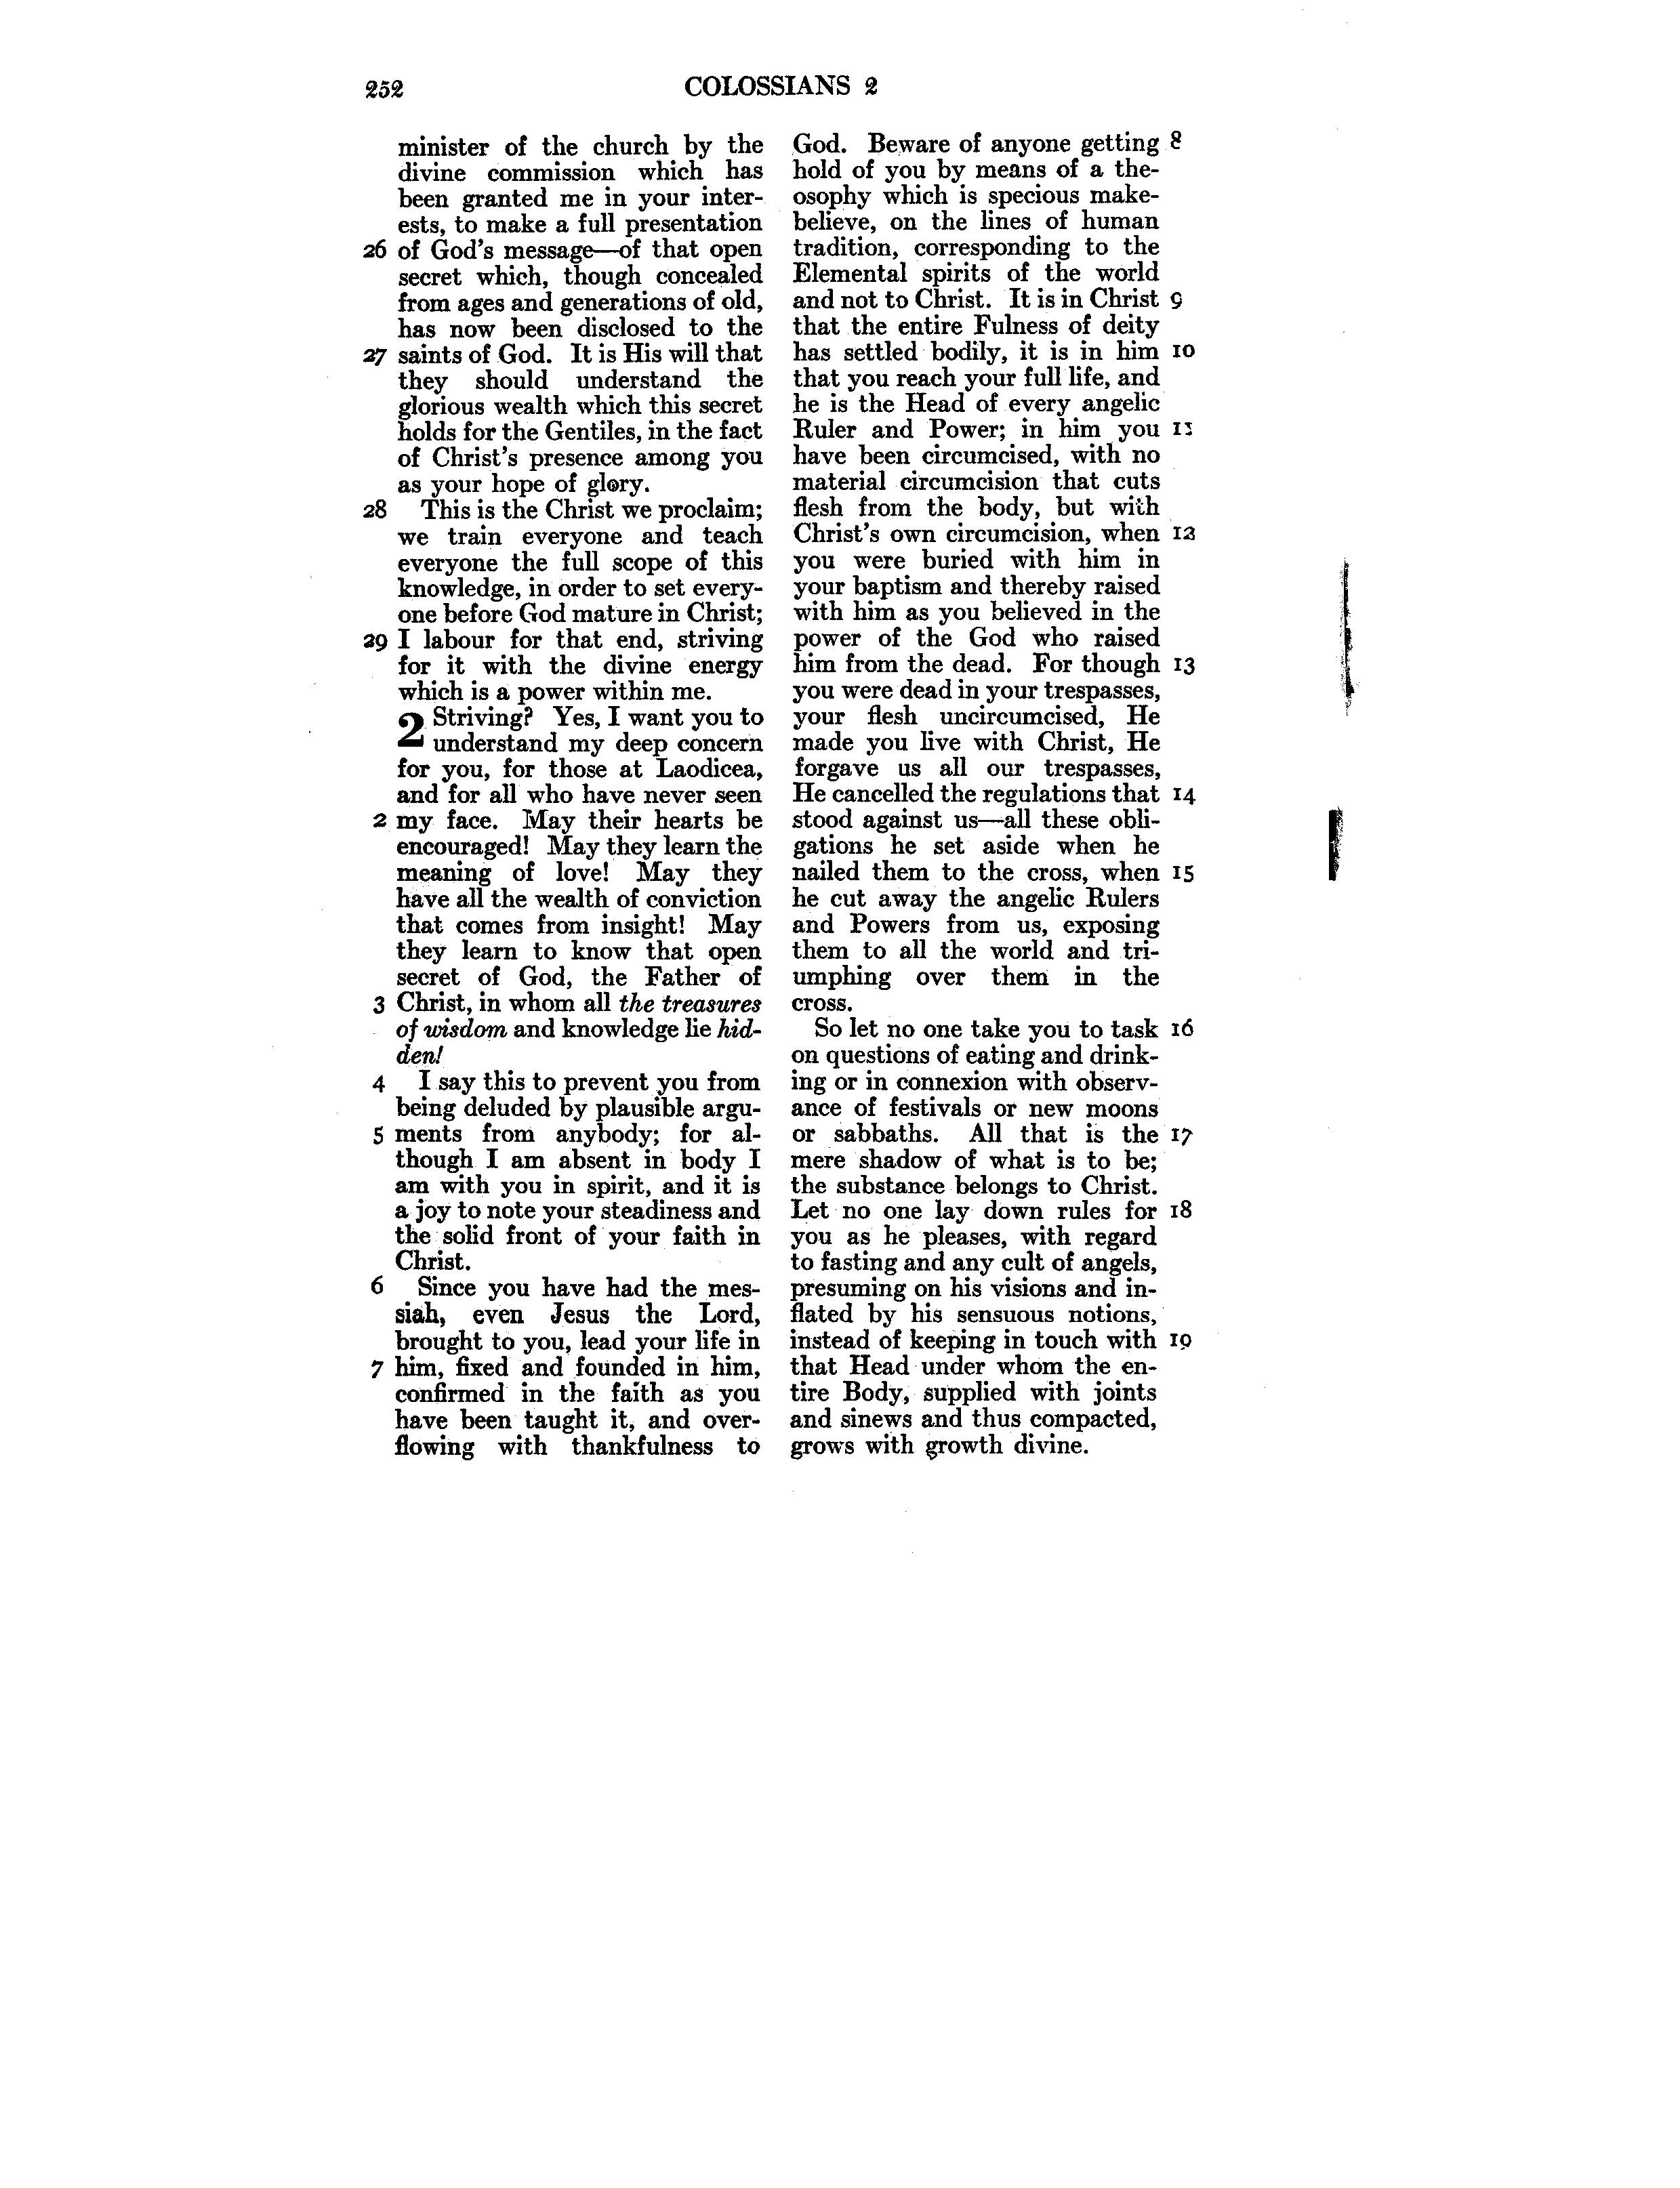 252 COLOSSIANS 2
minister of the church by the
divine commission which has
been granted me in your inter-
ests, to make a full presentation
26 of God's message—of that open
secret which, though concealed
from ages and generations of old,
has now been disclosed to the
27 saints of God. It is His will that
they should understand the
glorious wealth which this secret
holds for the Gentiles, in the fact
of Christ's presence among you
as your hope of glory.
28 This is the Christ we proclaim;
we train everyone and teach
everyone the full scope of this
knowledge, in order to set every-
one before God mature in Christ;
29 I labour for that end, striving
for it with the divine energy
which is a power within me.
2 Striving? Yes, I want you to
understand my deep concern
for you, for those at Laodicea,
and for all who have never seen
2 my face. May their hearts be
encouraged! May they learn the
meaning of love! May they
have all the wealth of conviction
that comes from insight! May
they learn to know that open
secret of God, the Father of
3 Christ, in whom all the treasures
of wisdom and knowledge lie hid-
den!
4 I say this to prevent you from
being deluded by plausible argu-
5 ments from anybody; for al-
though I am absent in body I
am with you in spirit, and it is
a joy to note your steadiness and
the solid front of your faith in
Christ.
6 Since you have had the mes-
siah, even Jesus the Lord,
brought to you, lead your life in
7 him, fixed and founded in him,
confirmed in the faith as you
have been taught it, and over-
flowing with thankfulness to
God. Beware of anyone getting 8
hold of you by means of a the-
osophy which is specious make-
believe, on the lines of human
tradition, corresponding to the
Elemental spirits of the world
and not to Christ. It is in Christ 9
that the entire Fulness of deity
has settled bodily, it is in him 10
that you reach your full life, and
he is the Head of every angelic
Ruler and Power; in him you 11
have been circumcised, with no
material circumcision that cuts
flesh from the body, but with
Christ's own circumcision, when 12
you were buried with him in
your baptism and thereby raised
with him as you believed in the
power of the God who raised
him from the dead. For though 13
you were dead in your trespasses,
your flesh uncircumcised, He
made you live with Christ, He
forgave us all our trespasses,
He cancelled the regulations that 14
stood against us—all these obli-
gations he set aside when he
nailed them to the cross, when 15
he cut away the angelic Rulers
and Powers from us, exposing
them to all the world and tri-
umphing over them in the
cross.
So let no one take you to task 16
on questions of eating and drink-
ing or in connexion with observ-
ance of festivals or new moons
or sabbaths. All that is the 17
mere shadow of what is to be;
the substance belongs to Christ.
Let no one lay down rules for 18
you as he pleases, with regard
to fasting and any cult of angels,
presuming on his visions and in-
flated by his sensuous notions,
instead of keeping in touch with 19
that Head under whom the en-
tire Body, supplied with joints
and sinews and thus compacted,
grows with growth divine.